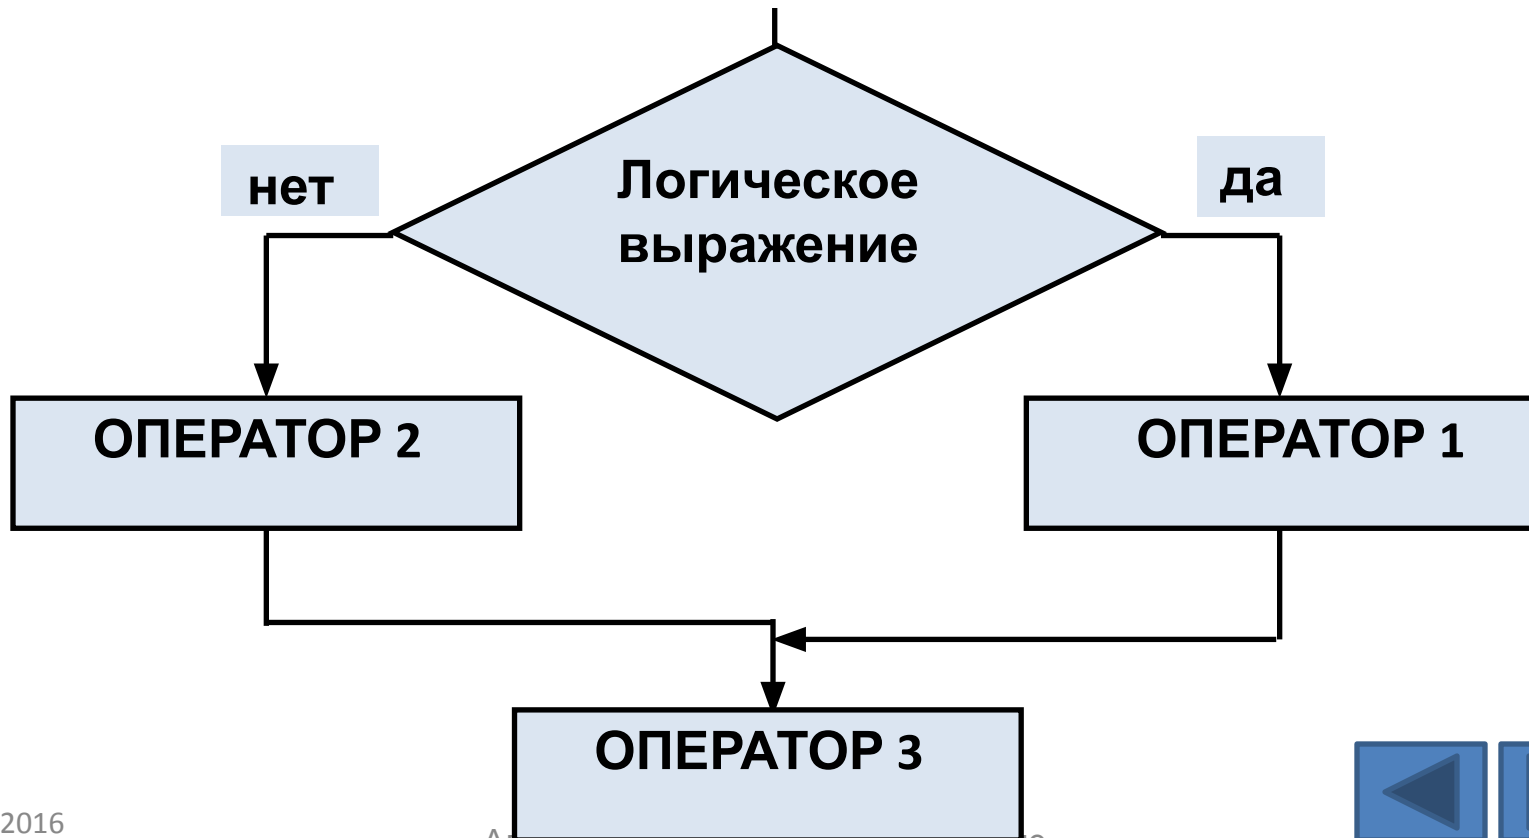 Логическое
выражение
нет
да
ОПЕРАТОР 2
ОПЕРАТОР 1
ОПЕРАТОР 3
2016